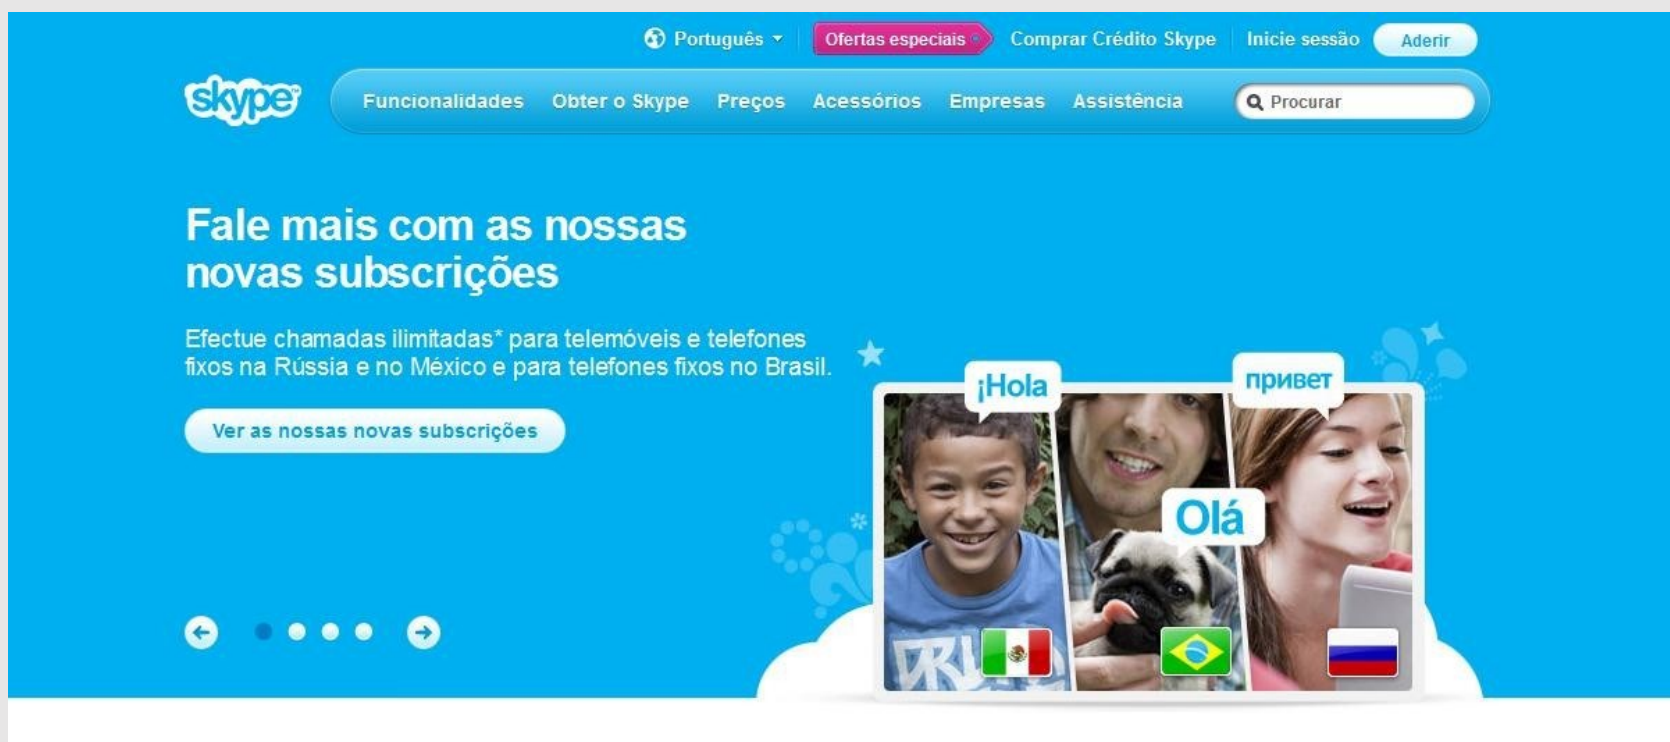 Português
Ofertas especiais
Comprar Crédito Skype
Inicie sessão
Aderir
skype
Funcionalidades
Obter o Skype
Preços
Acessórios
Empresas
Assistência
Procurar
Fale mais com as nossas
novas subscrições
Efectue chamadas ilimitadas* para telemóveis e telefones
fixos na Rússia e no México e para telefones fixos no Brasil.
Ver as nossas novas subscrições
¡Hola
привет
Olá